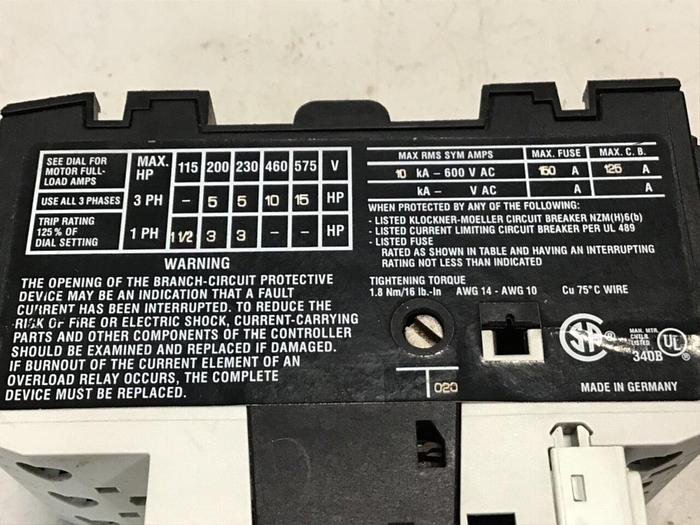 SEE DIAL FOR
MOTOR FULL-
LOAD AMPS
MAX.
HP
115 200 230 460 575 V
USE ALL 3 PHASES
3 PH – 5 5 10 15 HP
TRIP RATING
125% OF
DIAL SETTING
1 PH 1 1/2 3 3 – – HP
WARNING
THE OPENING OF THE BRANCH-CIRCUIT PROTECTIVE
DEVICE MAY BE AN INDICATION THAT A FAULT
CURRENT HAS BEEN INTERRUPTED. TO REDUCE THE
RISK OF FIRE OR ELECTRIC SHOCK, CURRENT-CARRYING
PARTS AND OTHER COMPONENTS OF THE CONTROLLER
SHOULD BE EXAMINED AND REPLACED IF DAMAGED.
IF BURNOUT OF THE CURRENT ELEMENT OF AN
OVERLOAD RELAY OCCURS, THE COMPLETE
DEVICE MUST BE REPLACED.
MAX RMS SYM AMPS MAX. FUSE MAX. C. B.
10 kA – 600 V AC 150 A 125 A
kA – V AC A A
WHEN PROTECTED BY ANY OF THE FOLLOWING:
- LISTED KLOCKNER-MOELLER CIRCUIT BREAKER NZM(H)6(b)
- LISTED CURRENT LIMITING CIRCUIT BREAKER PER UL 489
- LISTED FUSE
RATED AS SHOWN IN TABLE AND HAVING AN INTERRUPTING
RATING NOT LESS THAN INDICATED
TIGHTENING TORQUE
1.8 Nm/16 lb.-In AWG 14 - AWG 10 Cu 75°C WIRE
SA
MAN. MTR.
CNTLR.
LISTED
340B
UL
020
MADE IN GERMANY